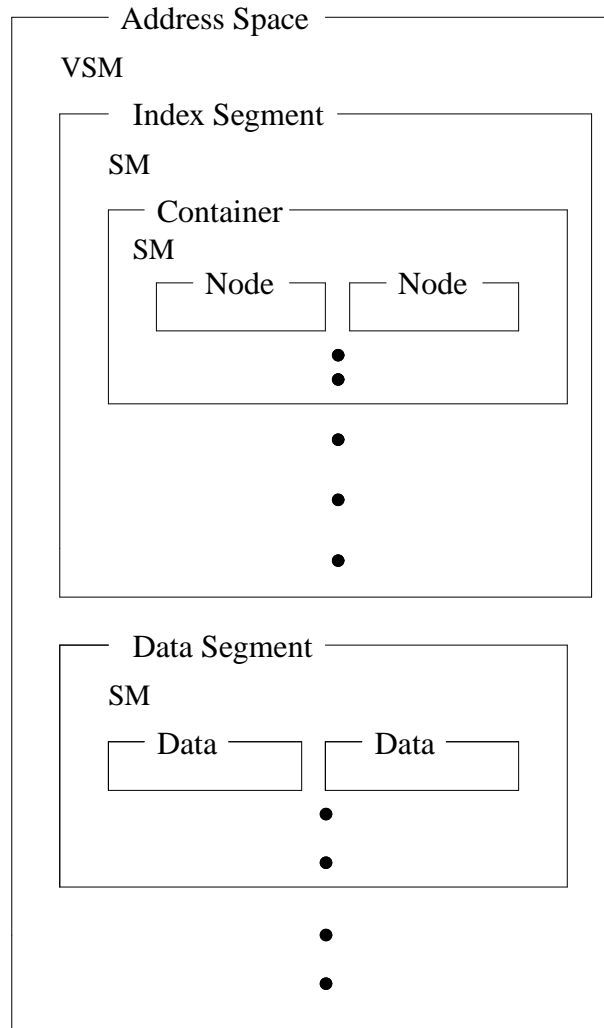 Address Space
VSM
Index Segment
SM
Container
SM
Node Node
Data Segment
SM
Data Data